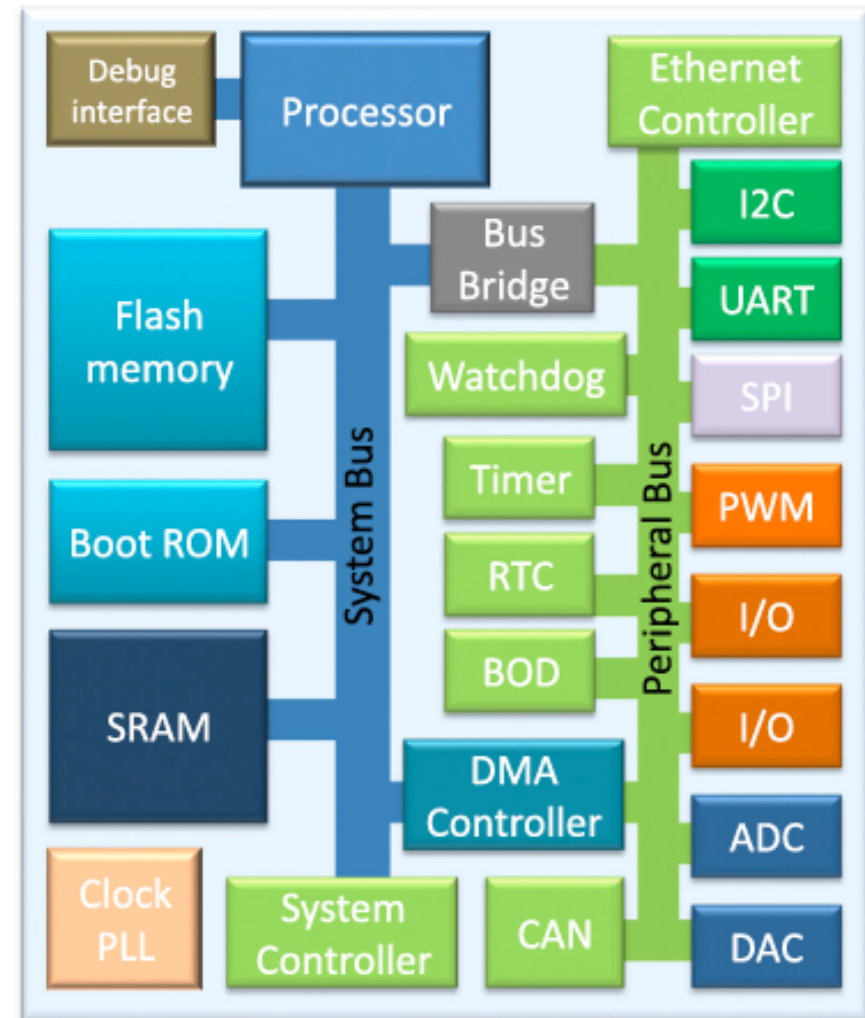 Debug
interface
Processor
Ethernet
Controller
I2C
Bus
Bridge
UART
Flash
memory
Watchdog
SPI
System Bus
Peripheral Bus
Timer
PWM
Boot ROM
RTC
I/O
BOD
SRAM
I/O
DMA
Controller
ADC
Clock
PLL
System
Controller
CAN
DAC